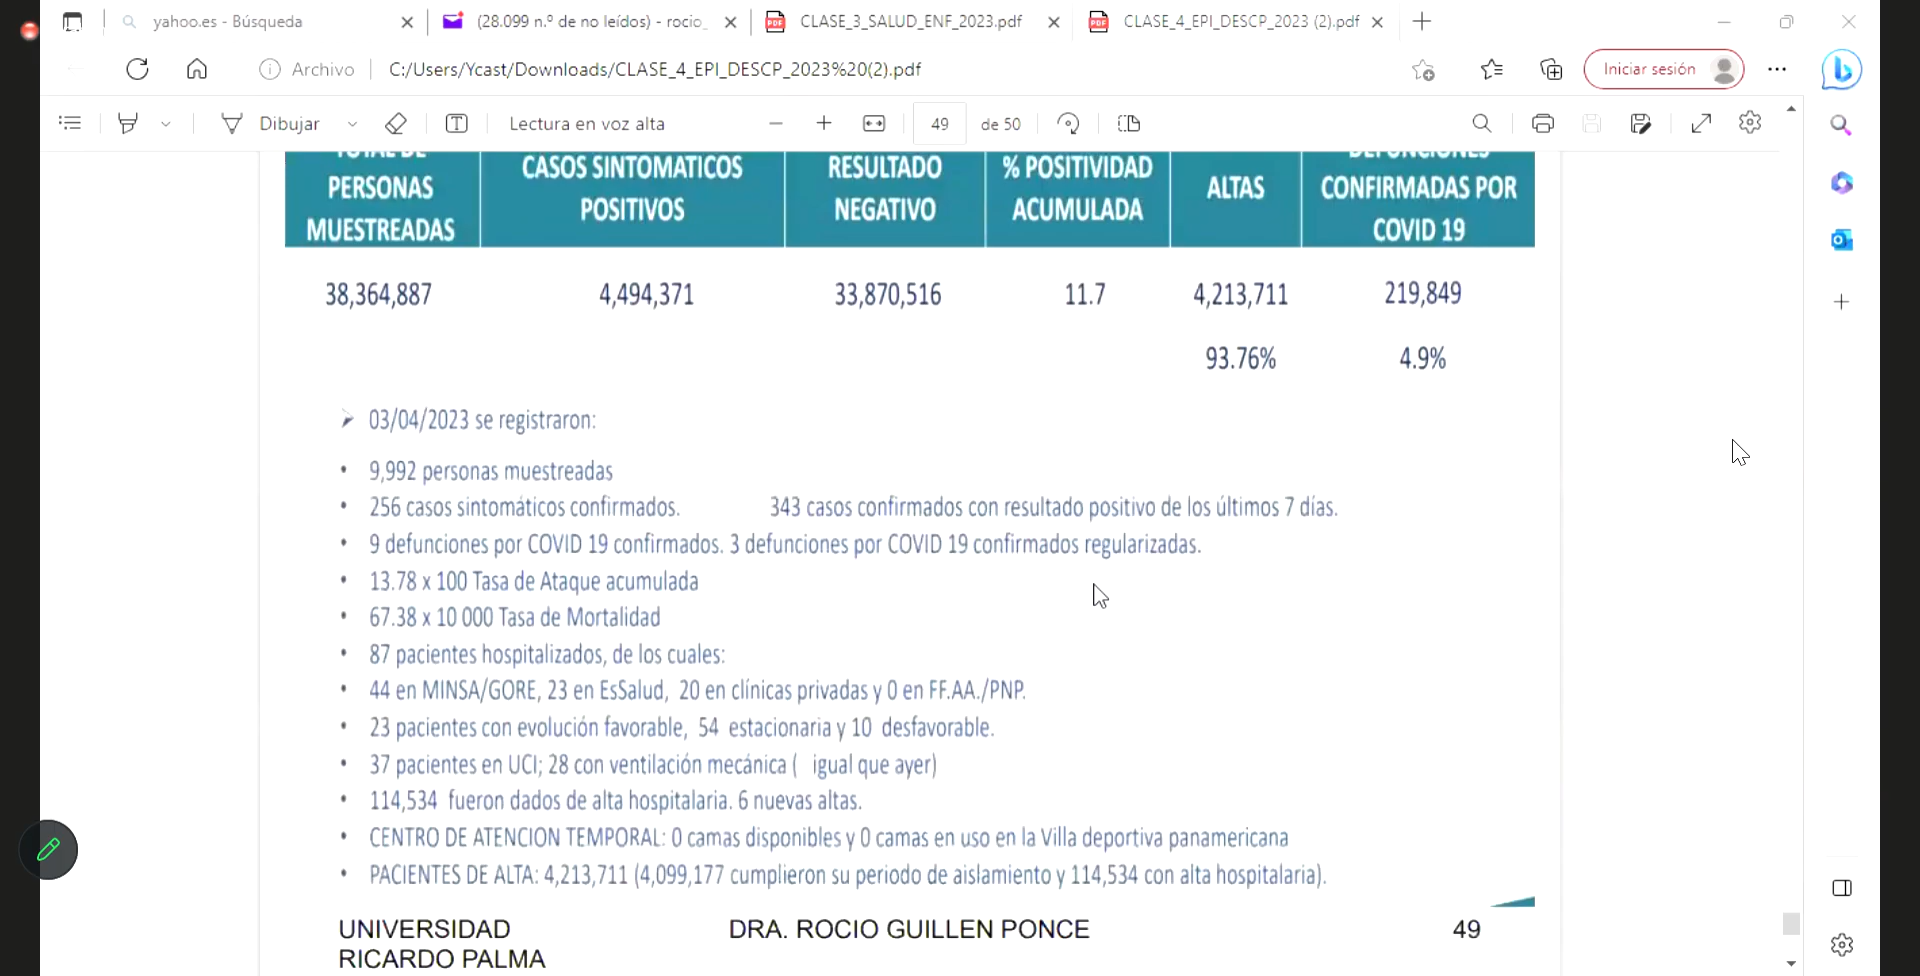 yahoo.es - Búsqueda
(28.099 n.º de no leídos) - rocio_
CLASE_3_SALUD_ENF_2023.pdf
CLASE_4_EPI_DESCP_2023 (2).pdf
Archivo
C:/Users/Ycast/Downloads/CLASE_4_EPI_DESCP_2023%20(2).pdf
Iniciar sesión
Dibujar
Lectura en voz alta
49
de 50
TOTAL DE PERSONAS MUESTREADAS
CASOS SINTOMATICOS POSITIVOS
RESULTADO NEGATIVO
% POSITIVIDAD ACUMULADA
ALTAS
DEFUNCIONES CONFIRMADAS POR COVID 19
38,364,887
4,494,371
33,870,516
11.7
4,213,711
219,849
93.76%
4.9%
➤ 03/04/2023 se registraron:
• 9,992 personas muestreadas
• 256 casos sintomáticos confirmados. 343 casos confirmados con resultado positivo de los últimos 7 días.
• 9 defunciones por COVID 19 confirmados. 3 defunciones por COVID 19 confirmados regularizadas.
• 13.78 x 100 Tasa de Ataque acumulada
• 67.38 x 10 000 Tasa de Mortalidad
• 87 pacientes hospitalizados, de los cuales:
• 44 en MINSA/GORE, 23 en EsSalud, 20 en clínicas privadas y 0 en FF.AA./PNP.
• 23 pacientes con evolución favorable, 54 estacionaria y 10 desfavorable.
• 37 pacientes en UCI; 28 con ventilación mecánica ( igual que ayer)
• 114,534 fueron dados de alta hospitalaria. 6 nuevas altas.
• CENTRO DE ATENCION TEMPORAL: 0 camas disponibles y 0 camas en uso en la Villa deportiva panamericana
• PACIENTES DE ALTA: 4,213,711 (4,099,177 cumplieron su periodo de aislamiento y 114,534 con alta hospitalaria).
UNIVERSIDAD
RICARDO PALMA
DRA. ROCIO GUILLEN PONCE
49